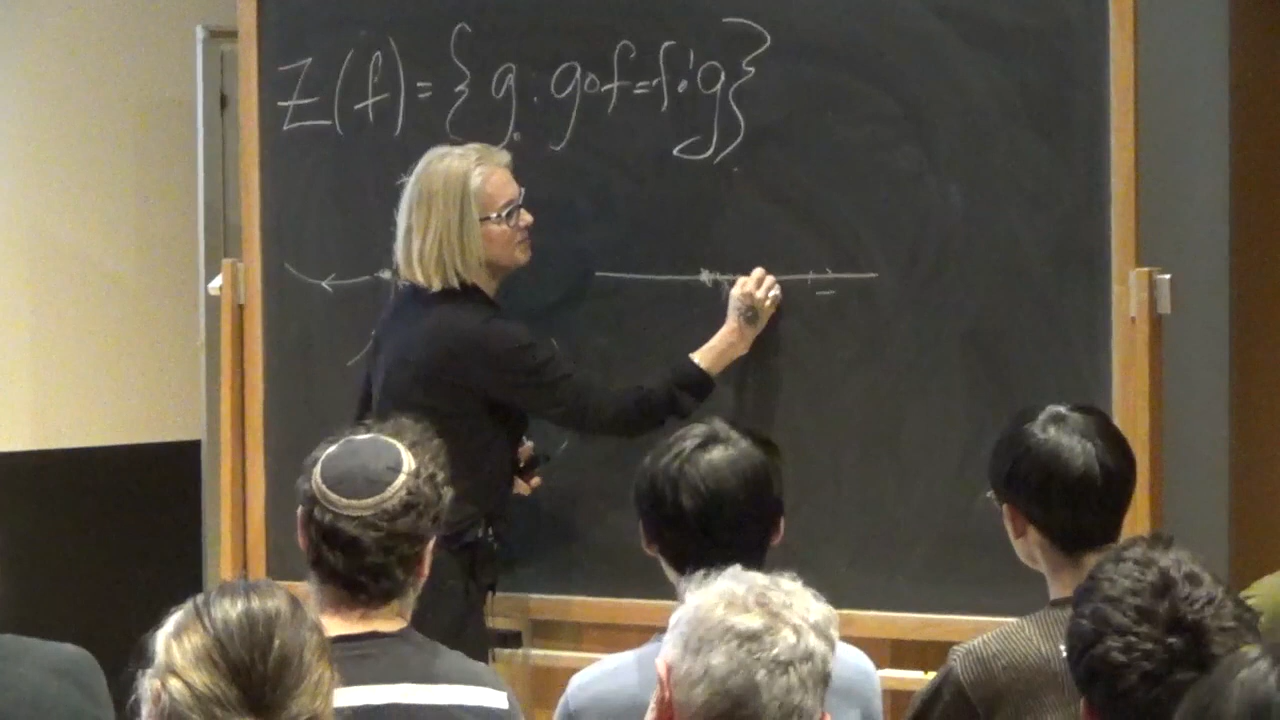 Z(f) = { g : g∘f = f∘g }